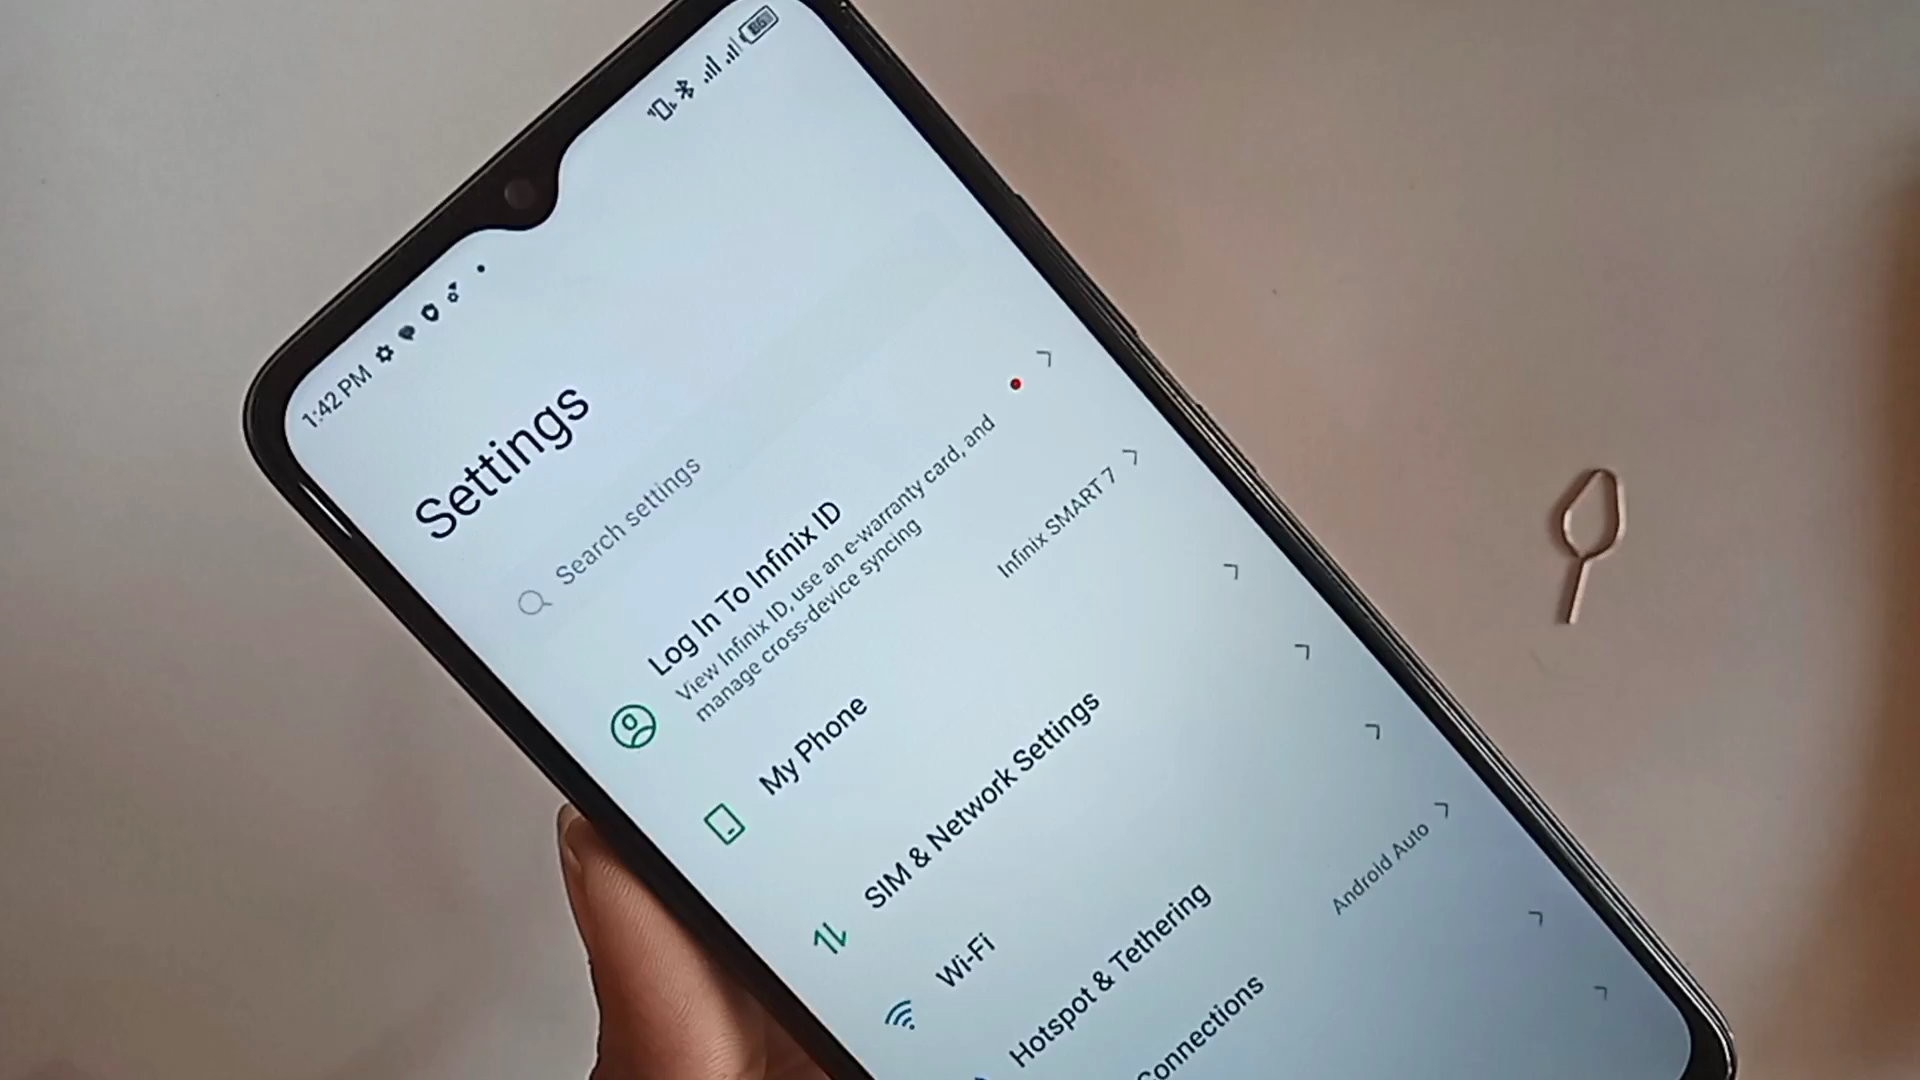 1:42 PM
Settings
Search settings
Log In To Infinix ID
View Infinix ID, use an e-warranty card, and
manage cross-device syncing
My Phone
Infinix SMART 7
SIM & Network Settings
Wi-Fi
Hotspot & Tethering
Connections
Android Auto